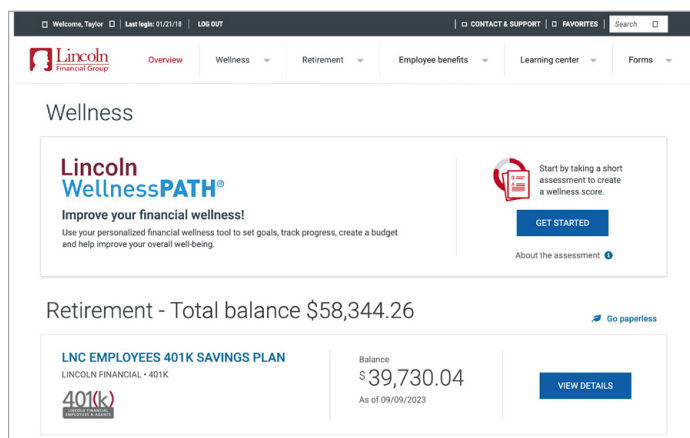 Welcome, Taylor | Last login: 01/21/18 | LOG OUT | CONTACT & SUPPORT | FAVORITES | Search
Lincoln
Financial Group®
Overview Wellness Retirement Employee benefits Learning center Forms
Wellness
Lincoln
WellnessPATH®
Improve your financial wellness!
Use your personalized financial wellness tool to set goals, track progress, create a budget
and help improve your overall well-being.
Start by taking a short
assessment to create
a wellness score.
GET STARTED
About the assessment
Retirement - Total balance $58,344.26
Go paperless
LNC EMPLOYEES 401K SAVINGS PLAN
LINCOLN FINANCIAL • 401K
401(k)
LINCOLN FINANCIAL
EMPLOYEES & AGENTS
Balance
$39,730.04
As of 09/09/2023
VIEW DETAILS